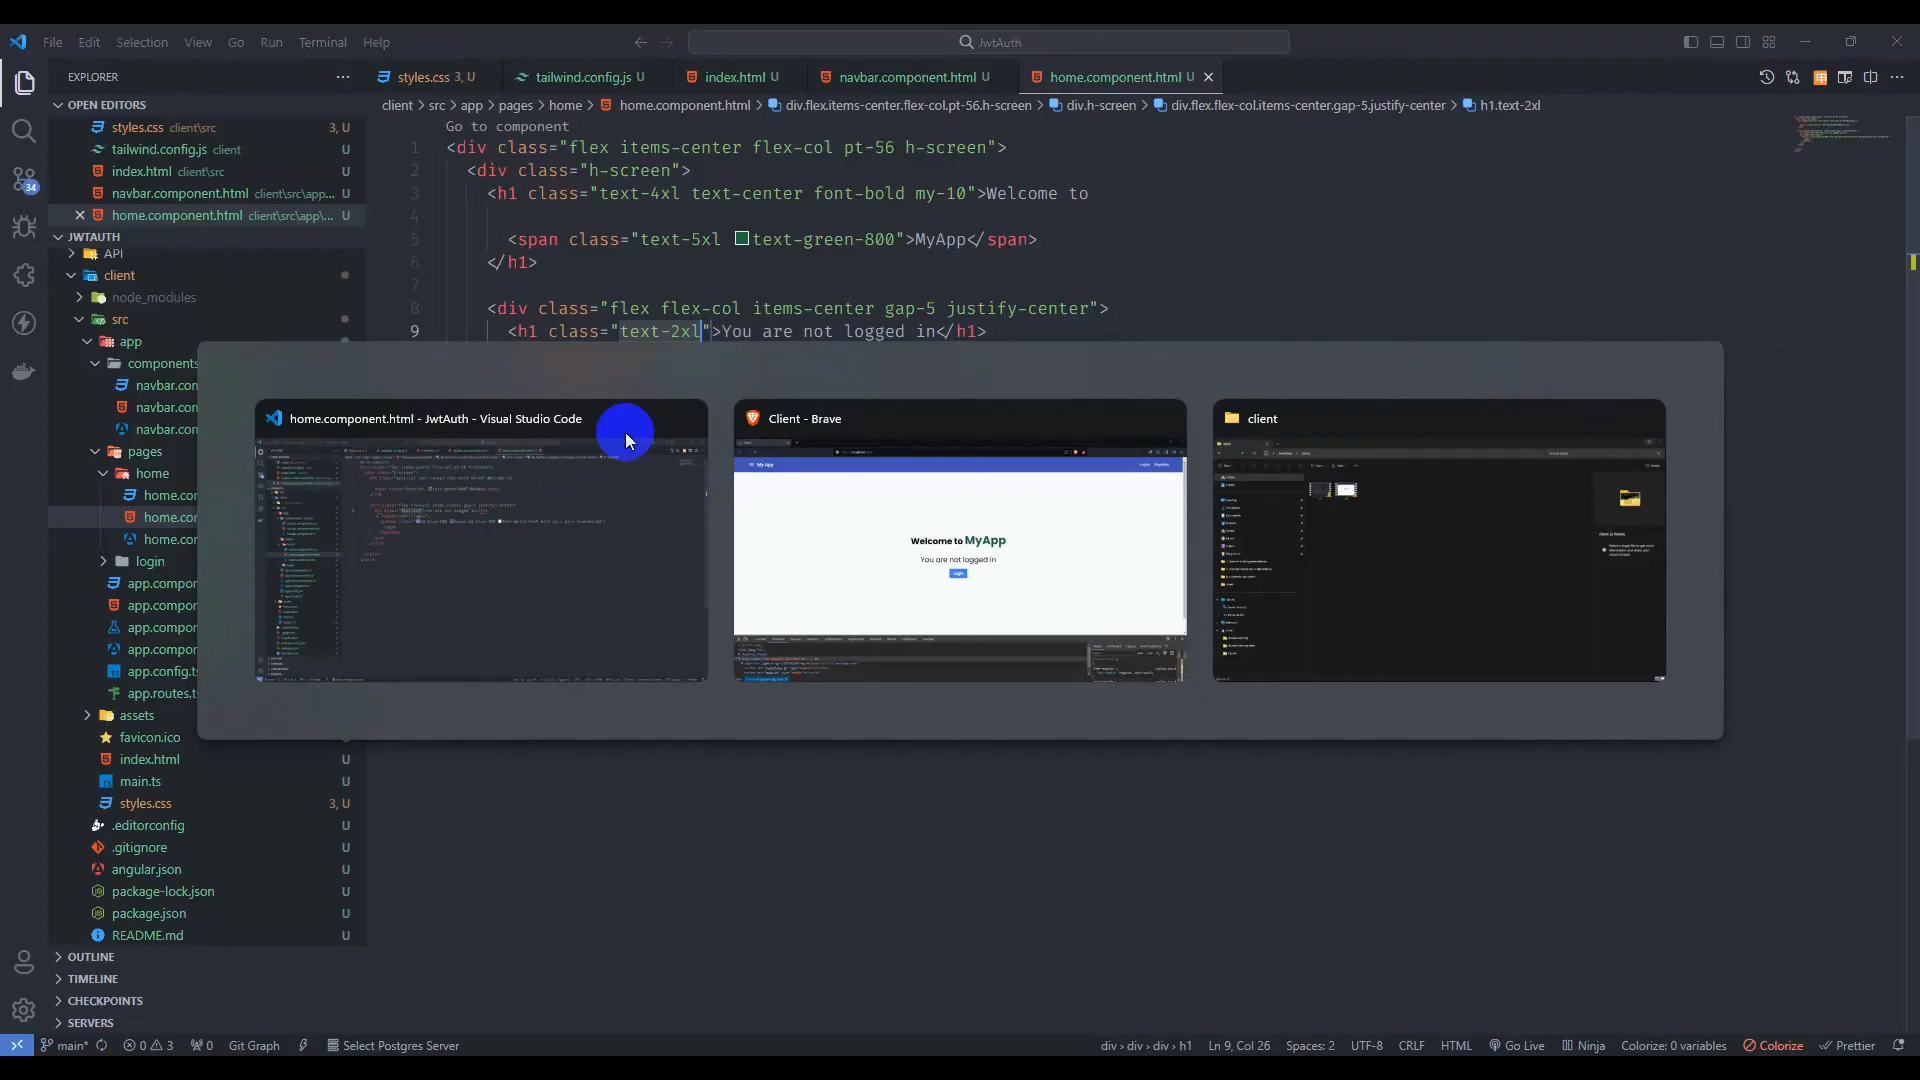 File Edit Selection View Go Run Terminal Help
JwtAuth
EXPLORER
styles.css 3, U
tailwind.config.js U
index.html U
navbar.component.html U
home.component.html U
OPEN EDITORS
client > src > app > pages > home > home.component.html > div.flex.items-center.flex-col.pt-56.h-screen > div.h-screen > div.flex.flex-col.items-center.gap-5.justify-center > h1.text-2xl
styles.css client\src 3, U
tailwind.config.js client U
index.html client\src U
navbar.component.html client\src\app... U
home.component.html client\src\app\... U
JWTAUTH
API
client
node_modules
src
app
components
navbar.con
navbar.con
navbar.con
pages
home
home.cor
home.cor
home.cor
login
app.compor
app.compor
app.compor
app.compor
app.config.ts
app.routes.t
assets
favicon.ico
index.html U
main.ts U
styles.css 3, U
.editorconfig U
.gitignore U
angular.json U
package-lock.json U
package.json U
README.md U
OUTLINE
TIMELINE
CHECKPOINTS
SERVERS
Go to component
1 <div class="flex items-center flex-col pt-56 h-screen">
2 <div class="h-screen">
3 <h1 class="text-4xl text-center font-bold my-10">Welcome to
4
5 <span class="text-5xl text-green-800">MyApp</span>
6 </h1>
7
8 <div class="flex flex-col items-center gap-5 justify-center">
9 <h1 class="text-2xl">You are not logged in</h1>
home.component.html - JwtAuth - Visual Studio Code
Client - Brave
client
My App
Login Register
Welcome to MyApp
You are not logged in
Login
34
main* 0 3 0 Git Graph Select Postgres Server
div › div › div › h1 Ln 9, Col 26 Spaces: 2 UTF-8 CRLF HTML Go Live Ninja Colorize: 0 variables Colorize Prettier